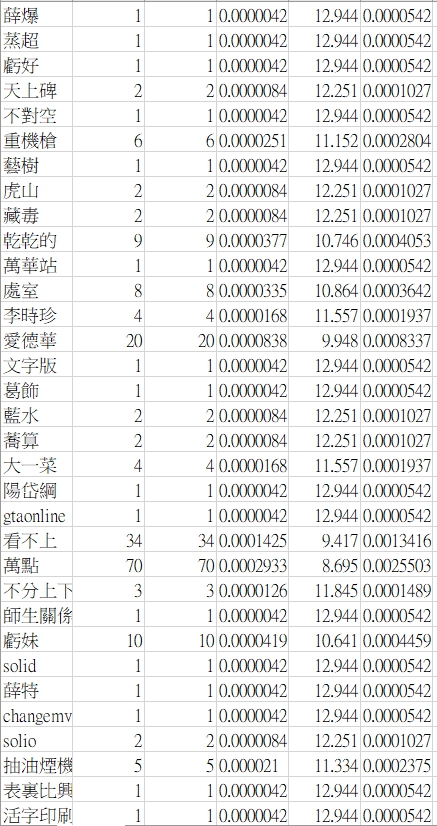 薛爆 1 1 0.0000042 12.944 0.0000542
蒸超 1 1 0.0000042 12.944 0.0000542
虧好 1 1 0.0000042 12.944 0.0000542
天上碑 2 2 0.0000084 12.251 0.0001027
不對空 1 1 0.0000042 12.944 0.0000542
重機槍 6 6 0.0000251 11.152 0.0002804
藝樹 1 1 0.0000042 12.944 0.0000542
虎山 2 2 0.0000084 12.251 0.0001027
藏毒 2 2 0.0000084 12.251 0.0001027
乾乾的 9 9 0.0000377 10.746 0.0004053
萬華站 1 1 0.0000042 12.944 0.0000542
處室 8 8 0.0000335 10.864 0.0003642
李時珍 4 4 0.0000168 11.557 0.0001937
愛德華 20 20 0.0000838 9.948 0.0008337
文字版 1 1 0.0000042 12.944 0.0000542
葛飾 1 1 0.0000042 12.944 0.0000542
藍水 2 2 0.0000084 12.251 0.0001027
蕎算 2 2 0.0000084 12.251 0.0001027
大一菜 4 4 0.0000168 11.557 0.0001937
陽岱綱 1 1 0.0000042 12.944 0.0000542
gtaonline 1 1 0.0000042 12.944 0.0000542
看不上 34 34 0.0001425 9.417 0.0013416
萬點 70 70 0.0002933 8.695 0.0025503
不分上下 3 3 0.0000126 11.845 0.0001489
師生關係 1 1 0.0000042 12.944 0.0000542
虧妹 10 10 0.0000419 10.641 0.0004459
solid 1 1 0.0000042 12.944 0.0000542
薛特 1 1 0.0000042 12.944 0.0000542
changemy 1 1 0.0000042 12.944 0.0000542
solio 2 2 0.0000084 12.251 0.0001027
抽油煙機 5 5 0.000021 11.334 0.0002375
表裏比興 1 1 0.0000042 12.944 0.0000542
活字印刷 1 1 0.0000042 12.944 0.0000542